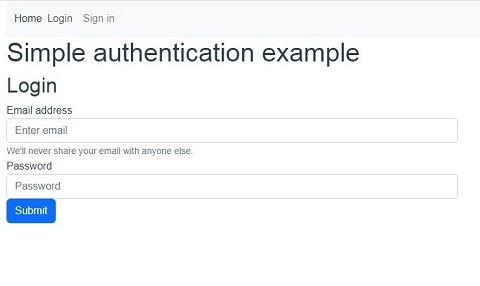 Home Login Sign in
Simple authentication example
Login
Email address
Enter email
We'll never share your email with anyone else.
Password
Password
Submit